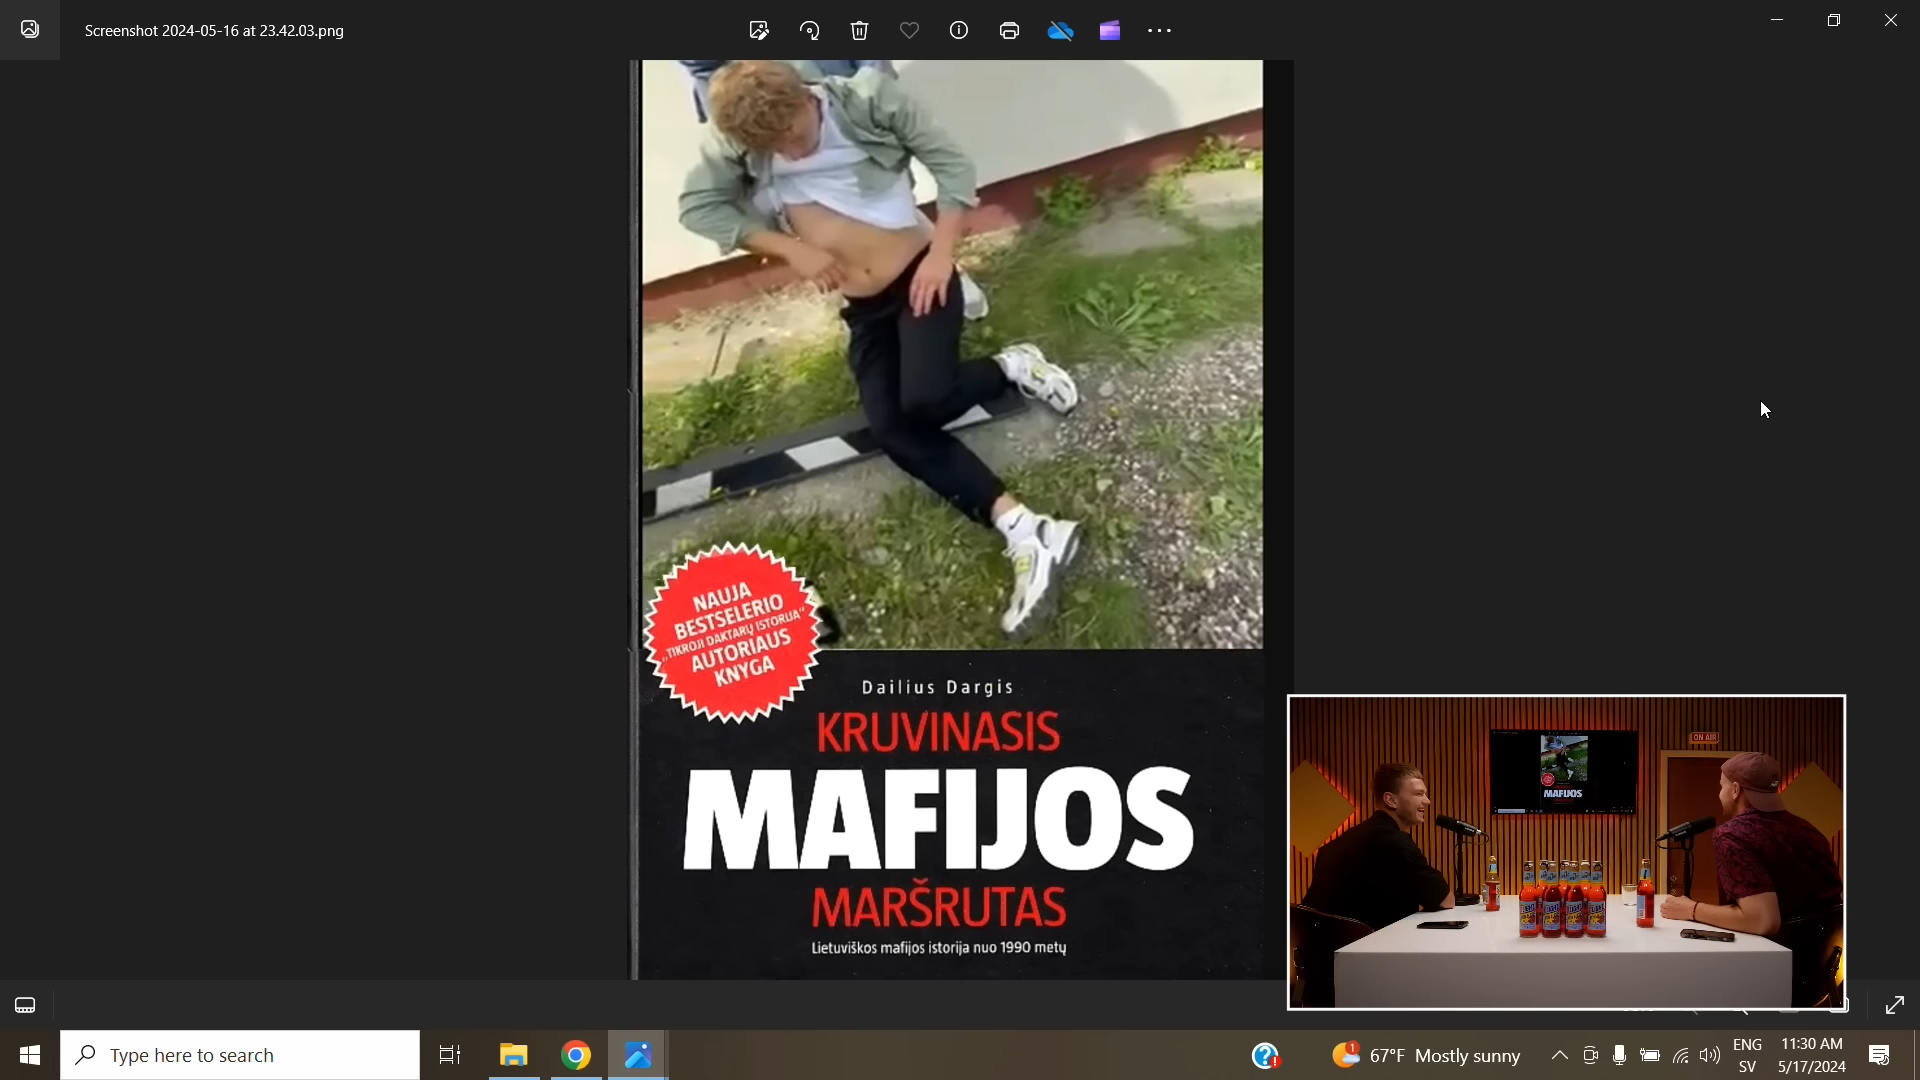 Screenshot 2024-05-16 at 23.42.03.png
NAUJA
BESTSELERIO
„TIKROJI DAKTARŲ ISTORIJA“
AUTORIAUS
KNYGA
Dailius Dargis
KRUVINASIS
MAFIJOS
MARŠRUTAS
Lietuviškos mafijos istorija nuo 1990 metų
ON AIR
MAFIJOS
Type here to search
1
67°F Mostly sunny
ENG
SV
11:30 AM
5/17/2024